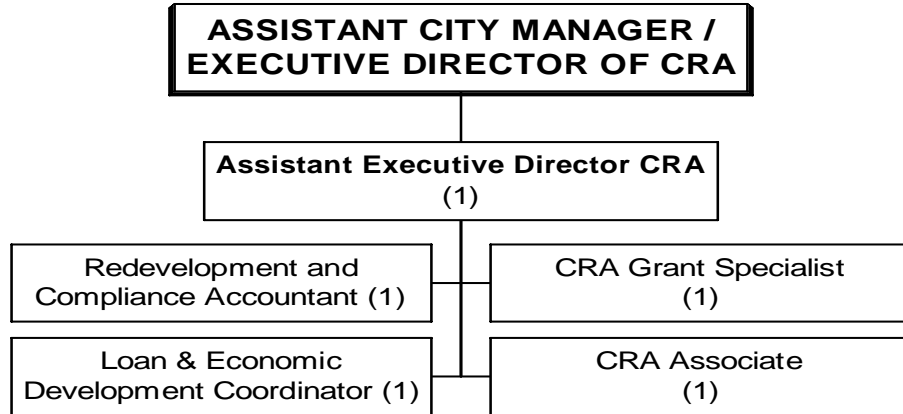 ASSISTANT CITY MANAGER /
EXECUTIVE DIRECTOR OF CRA
Assistant Executive Director CRA
(1)
Redevelopment and
Compliance Accountant (1)
CRA Grant Specialist
(1)
Loan & Economic
Development Coordinator (1)
CRA Associate
(1)